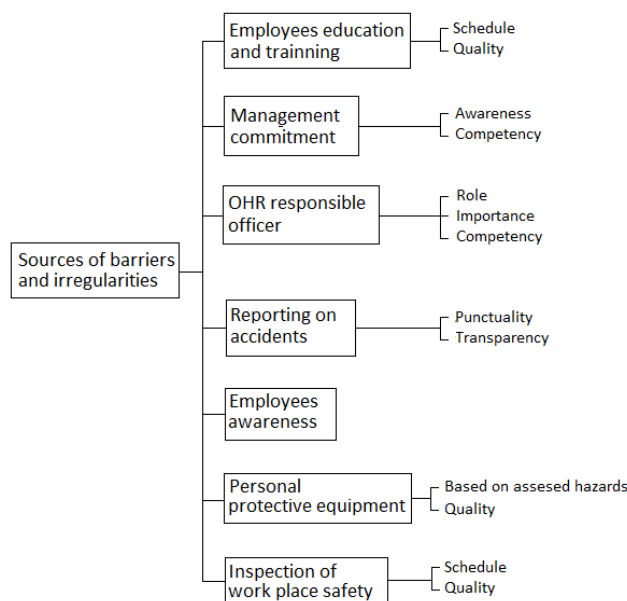 Employees education
and trainning
Schedule
Quality
Management
commitment
Awareness
Competency
OHR responsible
officer
Role
Importance
Competency
Sources of barriers
and irregularities
Reporting on
accidents
Punctuality
Transparency
Employees
awareness
Personal
protective equipment
Based on assesed hazards
Quality
Inspection of
work place safety
Schedule
Quality